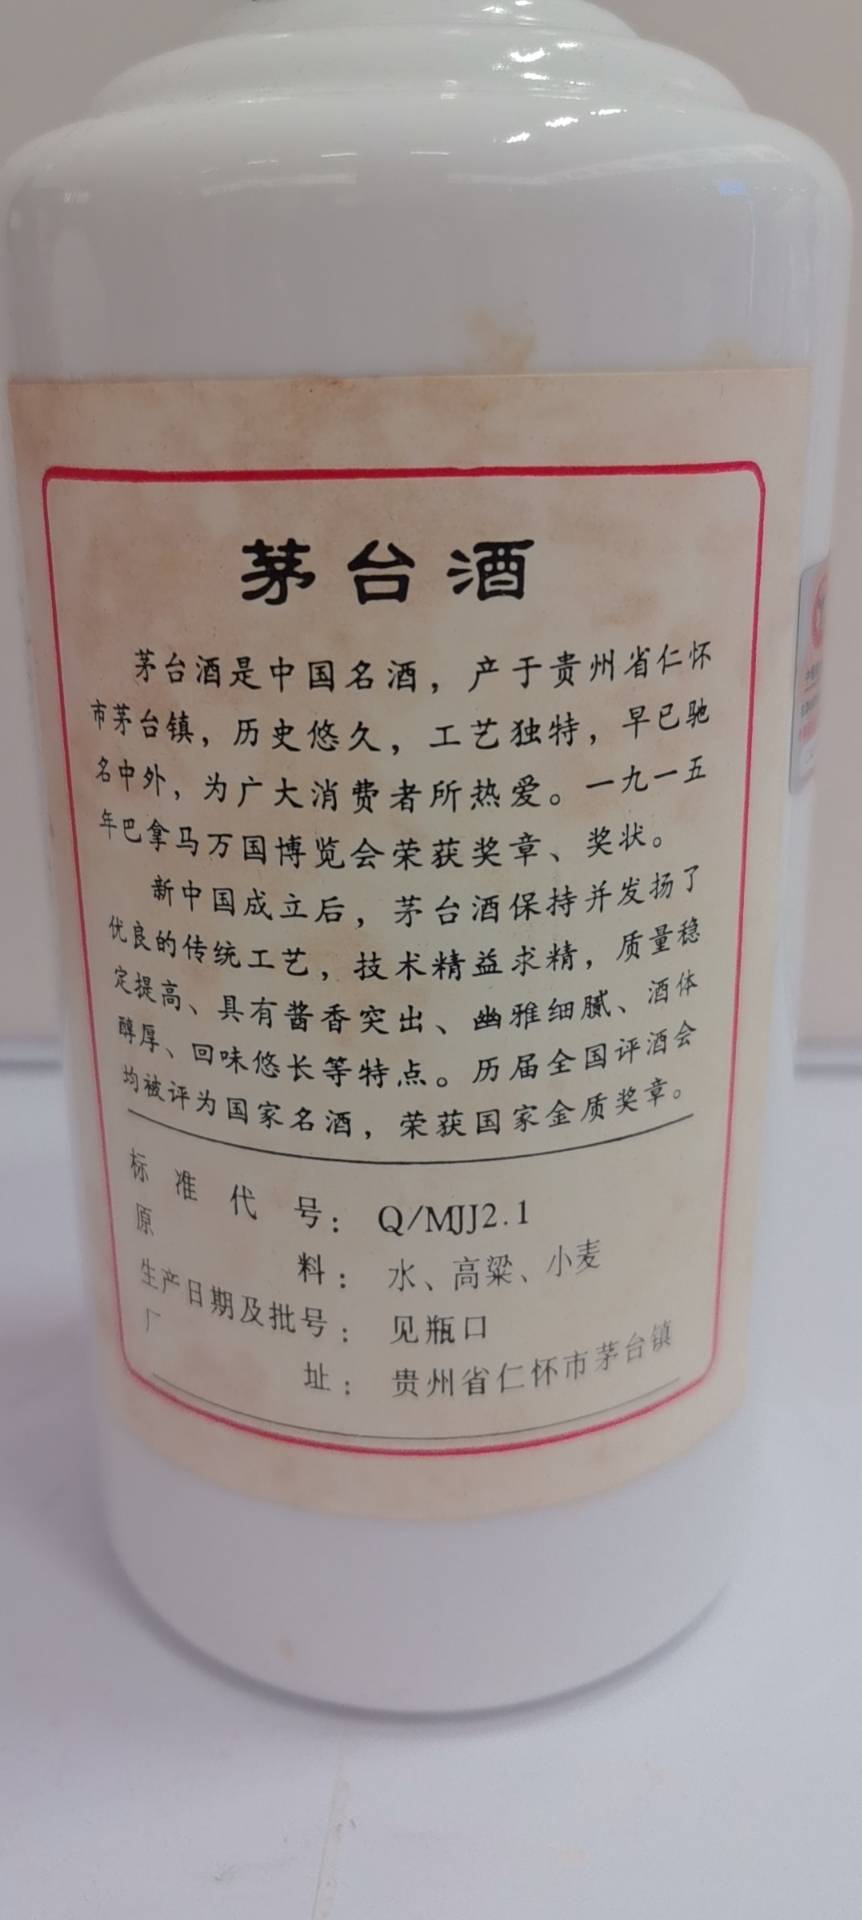 茅台酒
茅台酒是中国名酒，产于贵州省仁怀
市茅台镇，历史悠久，工艺独特，早已驰
名中外，为广大消费者所热爱。一九一五
年巴拿马万国博览会荣获奖章、奖状。
新中国成立后，茅台酒保持并发扬了
优良的传统工艺，技术精益求精，质量稳
定提高、具有酱香突出、幽雅细腻、酒体
醇厚、回味悠长等特点。历届全国评酒会
均被评为国家名酒，荣获国家金质奖章。
标准代号：Q/MJJ2.1
原料：水、高粱、小麦
生产日期及批号：见瓶口
厂址：贵州省仁怀市茅台镇